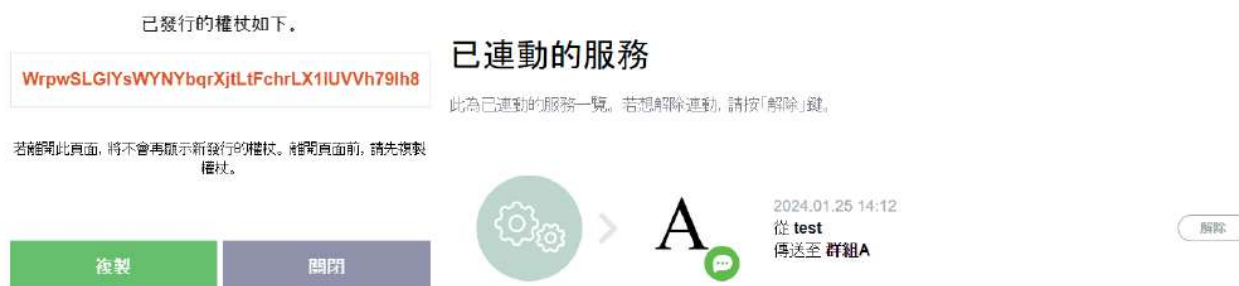 已發行的權杖如下。
WrpwSLGIYsWYNYbqrXjtLtFchrLX1IUVVh79Ih8
若離開此頁面, 將不會再顯示新發行的權杖。離開頁面前, 請先複製
權杖。
複製
關閉
已連動的服務
此為已連動的服務一覽。若想解除連動, 請按「解除」鍵。
A
2024.01.25 14:12
從 test
傳送至 群組A
解除